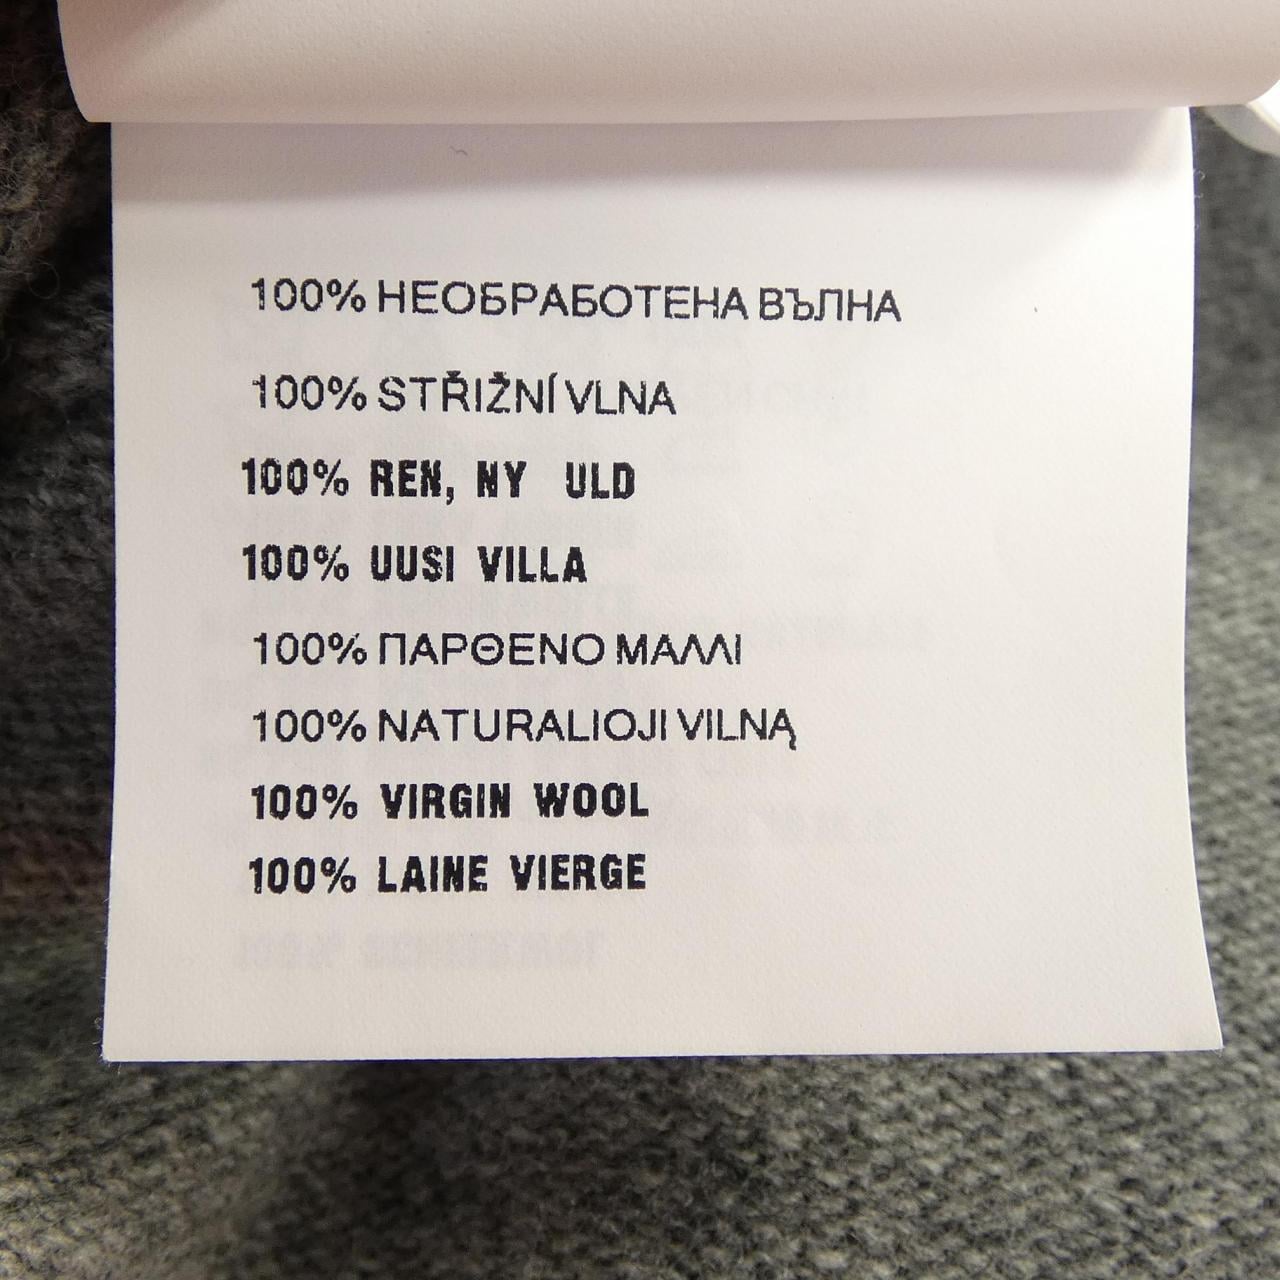 100% НЕОБРАБОТЕНА ВЪЛНА
100% STŘIŽNÍ VLNA
100% REN, NY ULD
100% UUSI VILLA
100% ΠΑΡΘΕΝΟ ΜΑΛΛΙ
100% NATURALIOJI VILNĄ
100% VIRGIN WOOL
100% LAINE VIERGE